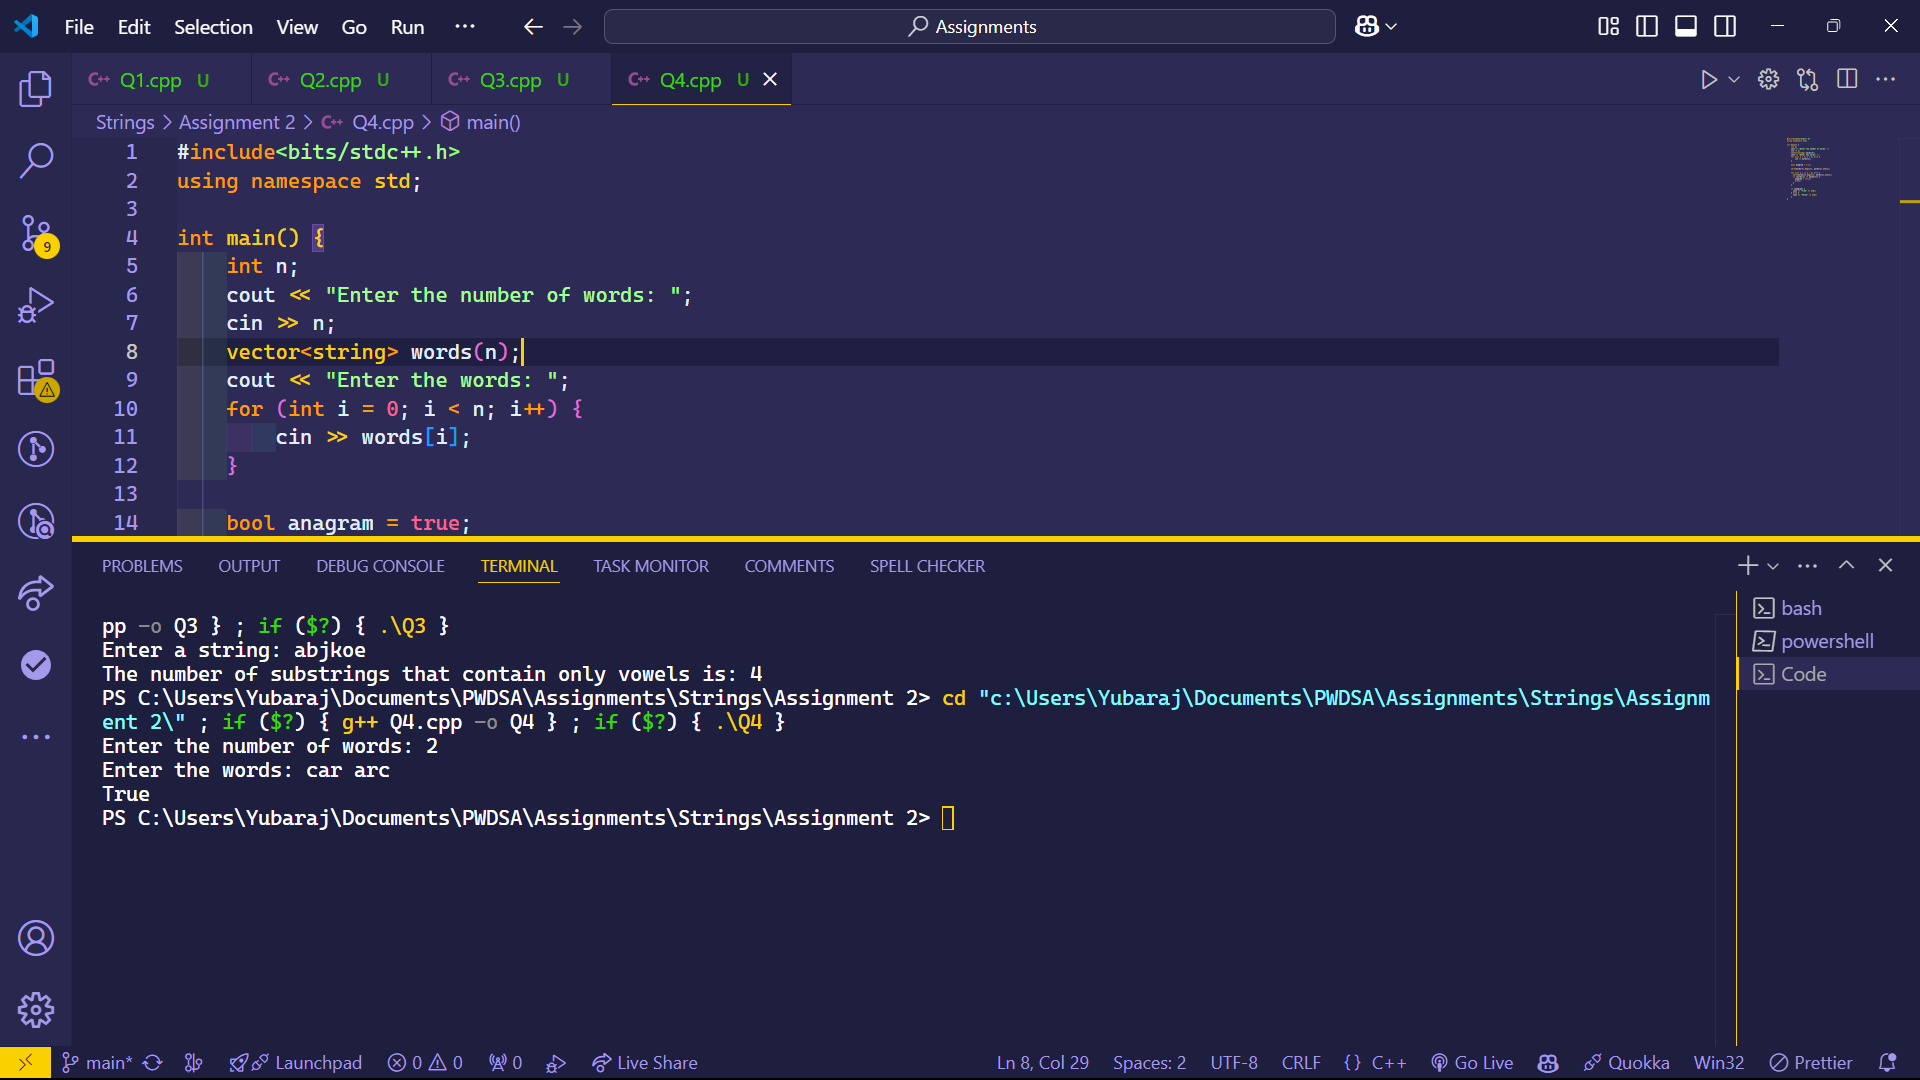 File Edit Selection View Go Run ··· Assignments
Q1.cpp U Q2.cpp U Q3.cpp U Q4.cpp U
Strings > Assignment 2 > Q4.cpp > main()
1 #include<bits/stdc++.h>
2 using namespace std;
3
4 int main() {
5 int n;
6 cout << "Enter the number of words: ";
7 cin >> n;
8 vector<string> words(n);
9 cout << "Enter the words: ";
10 for (int i = 0; i < n; i++) {
11 cin >> words[i];
12 }
13
14 bool anagram = true;
9
PROBLEMS OUTPUT DEBUG CONSOLE TERMINAL TASK MONITOR COMMENTS SPELL CHECKER
pp -o Q3 } ; if ($?) { .\Q3 }
Enter a string: abjkoe
The number of substrings that contain only vowels is: 4
PS C:\Users\Yubaraj\Documents\PWDSA\Assignments\Strings\Assignment 2> cd "c:\Users\Yubaraj\Documents\PWDSA\Assignments\Strings\Assignm
ent 2\" ; if ($?) { g++ Q4.cpp -o Q4 } ; if ($?) { .\Q4 }
Enter the number of words: 2
Enter the words: car arc
True
PS C:\Users\Yubaraj\Documents\PWDSA\Assignments\Strings\Assignment 2>
bash
powershell
Code
main* Launchpad 0 0 0 Live Share Ln 8, Col 29 Spaces: 2 UTF-8 CRLF {} C++ Go Live Quokka Win32 Prettier